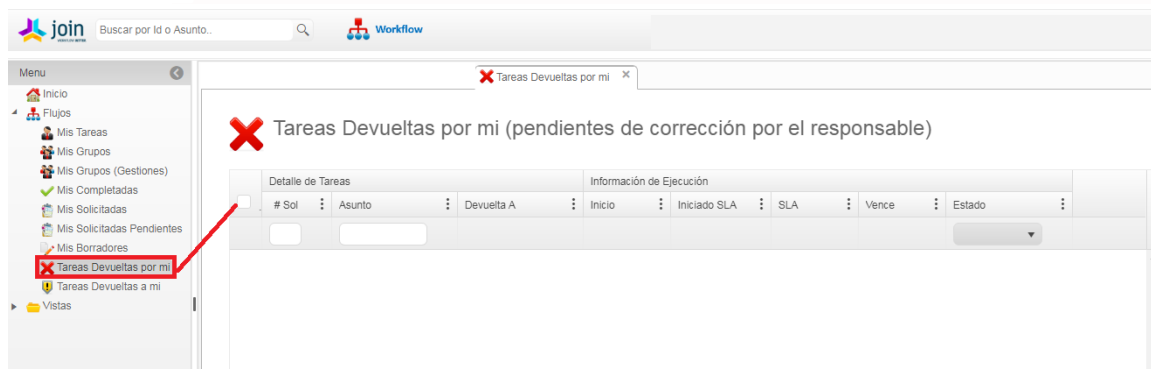 join
Buscar por Id o Asunto..
Workflow
Menu
Tareas Devueltas por mi
Inicio
Flujos
Mis Tareas
Mis Grupos
Mis Grupos (Gestiones)
Mis Completadas
Mis Solicitadas
Mis Solicitadas Pendientes
Mis Borradores
Tareas Devueltas por mi
Tareas Devueltas a mi
Vistas
Tareas Devueltas por mi (pendientes de corrección por el responsable)
Detalle de Tareas Información de Ejecución
# Sol Asunto Devuelta A Inicio Iniciado SLA SLA Vence Estado